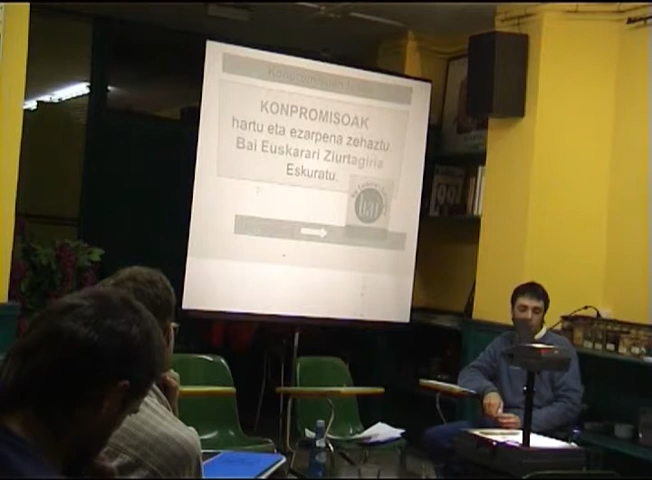 KONPROMISOAK
hartu eta ezarpena zehaztu.
Bai Euskarari Ziurtagiria
Eskuratu.
bai